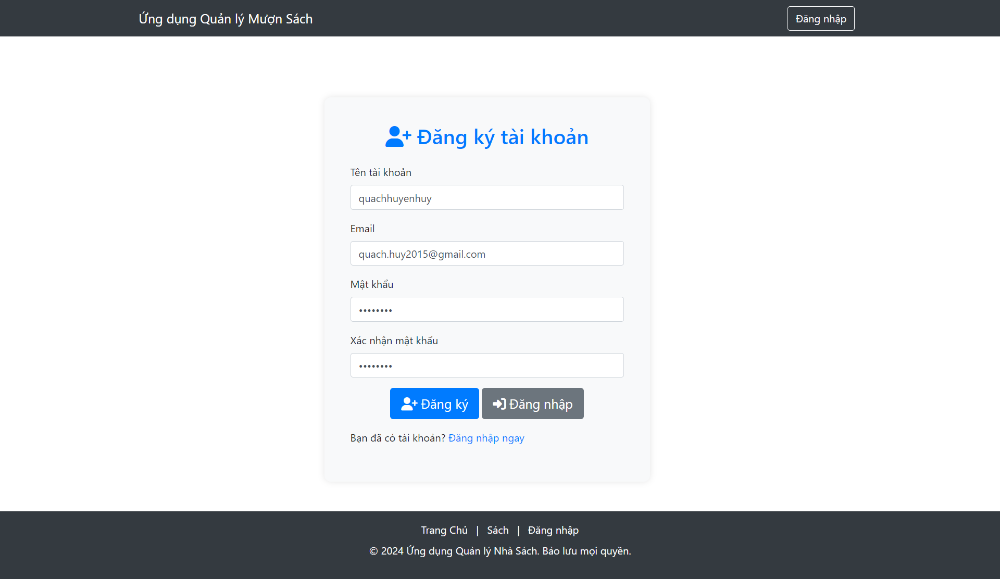 Ứng dụng Quản lý Mượn Sách
Đăng nhập
Đăng ký tài khoản
Tên tài khoản
quachhuyenhuy
Email
quach.huy2015@gmail.com
Mật khẩu
••••••••
Xác nhận mật khẩu
••••••••
Đăng ký Đăng nhập
Bạn đã có tài khoản? Đăng nhập ngay
Trang Chủ | Sách | Đăng nhập
© 2024 Ứng dụng Quản lý Nhà Sách. Bảo lưu mọi quyền.